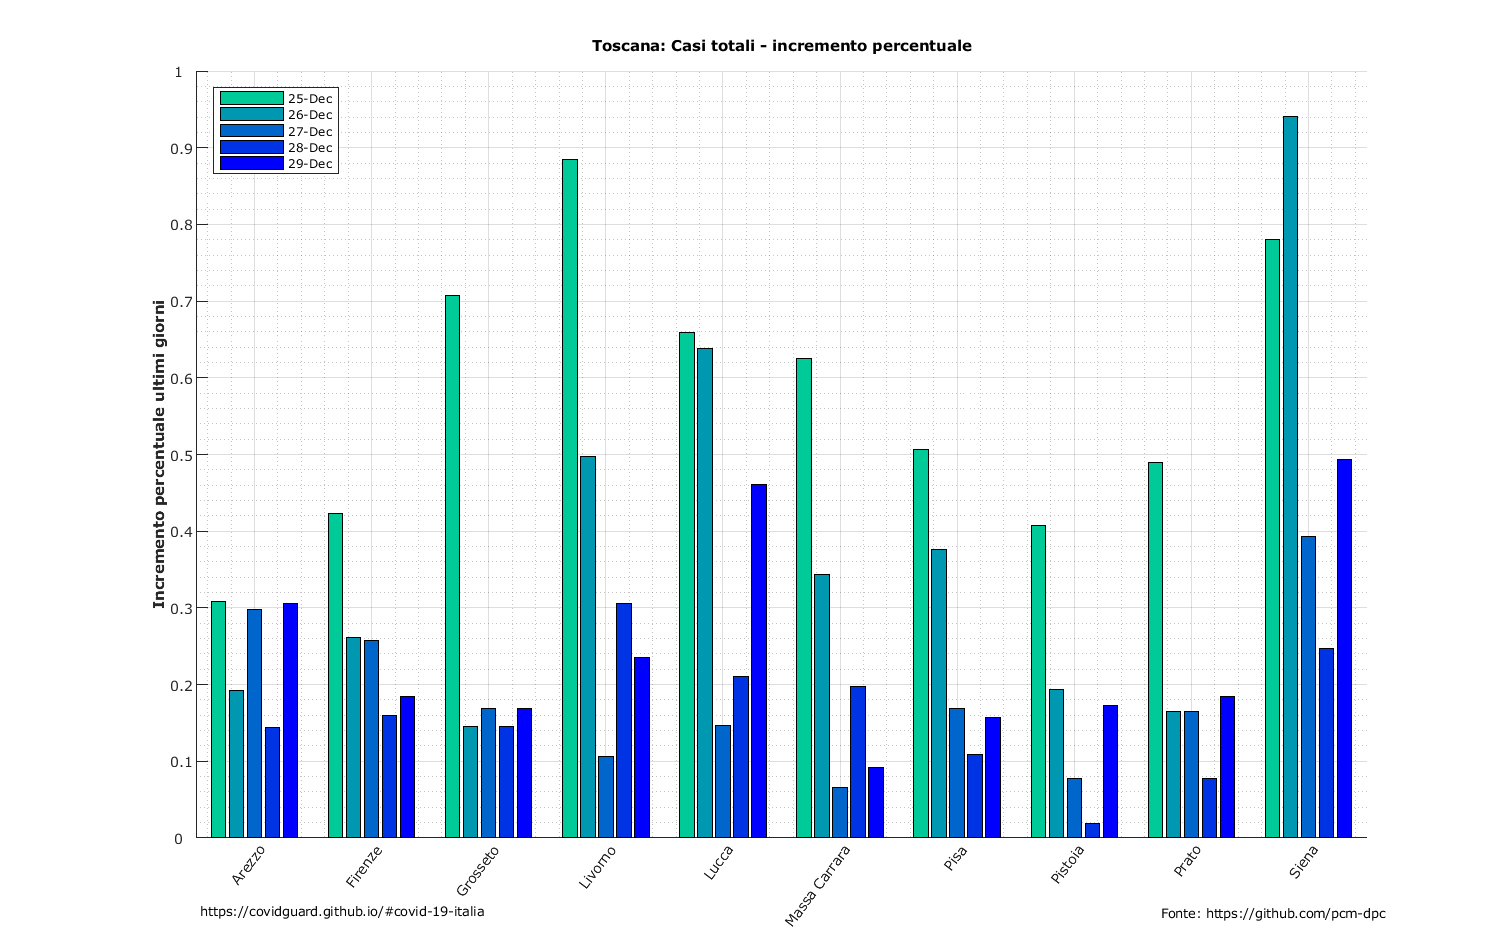 Toscana: Casi totali - incremento percentuale
Incremento percentuale ultimi giorni
1
0.9
0.8
0.7
0.6
0.5
0.4
0.3
0.2
0.1
0
25-Dec
26-Dec
27-Dec
28-Dec
29-Dec
Arezzo
Firenze
Grosseto
Livorno
Lucca
Massa Carrara
Pisa
Pistoia
Prato
Siena
https://covidguard.github.io/#covid-19-italia
Fonte: https://github.com/pcm-dpc